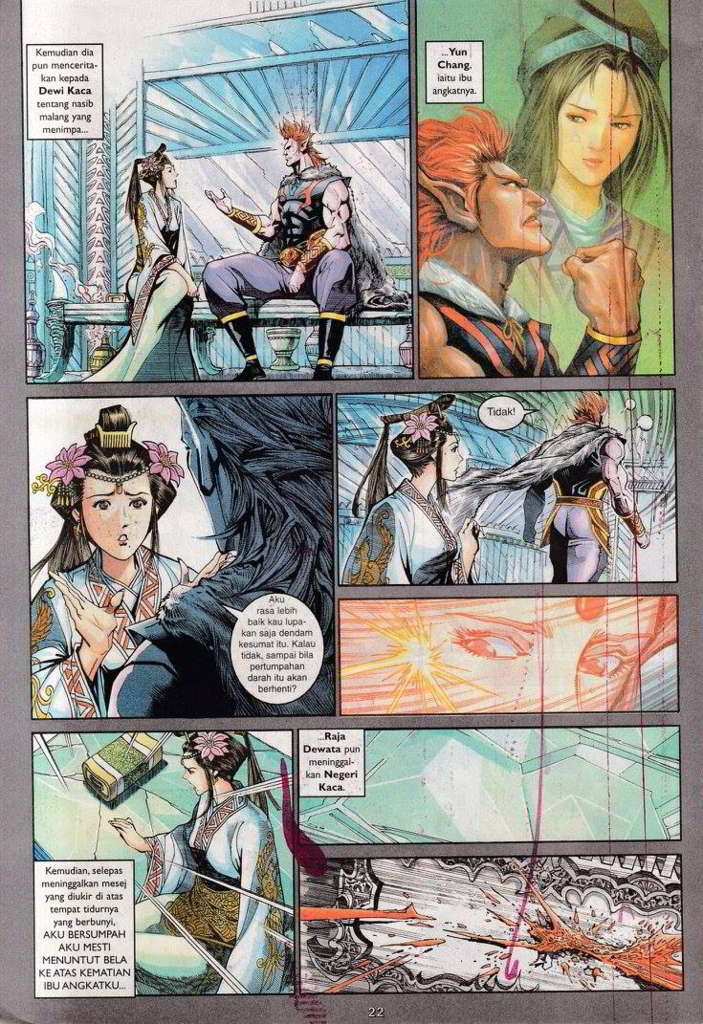 Kemudian dia
pun mencerita-
kan kepada
Dewi Kaca
tentang nasib
malang yang
menimpa...
...Yun
Chang.
iaitu ibu
angkatnya.
Aku
rasa lebih
baik kau lupa-
kan saja dendam
kesumat itu. Kalau
tidak, sampai bila
pertumpahan
darah itu akan
berhenti?
Tidak!
Kemudian, selepas
meninggalkan mesej
yang diukir di atas
tempat tidurnya
yang berbunyi,
AKU BERSUMPAH
AKU MESTI
MENUNTUT BELA
KE ATAS KEMATIAN
IBU ANGKATKU...
...Raja
Dewata pun
meninggal-
kan Negeri
Kaca.
22